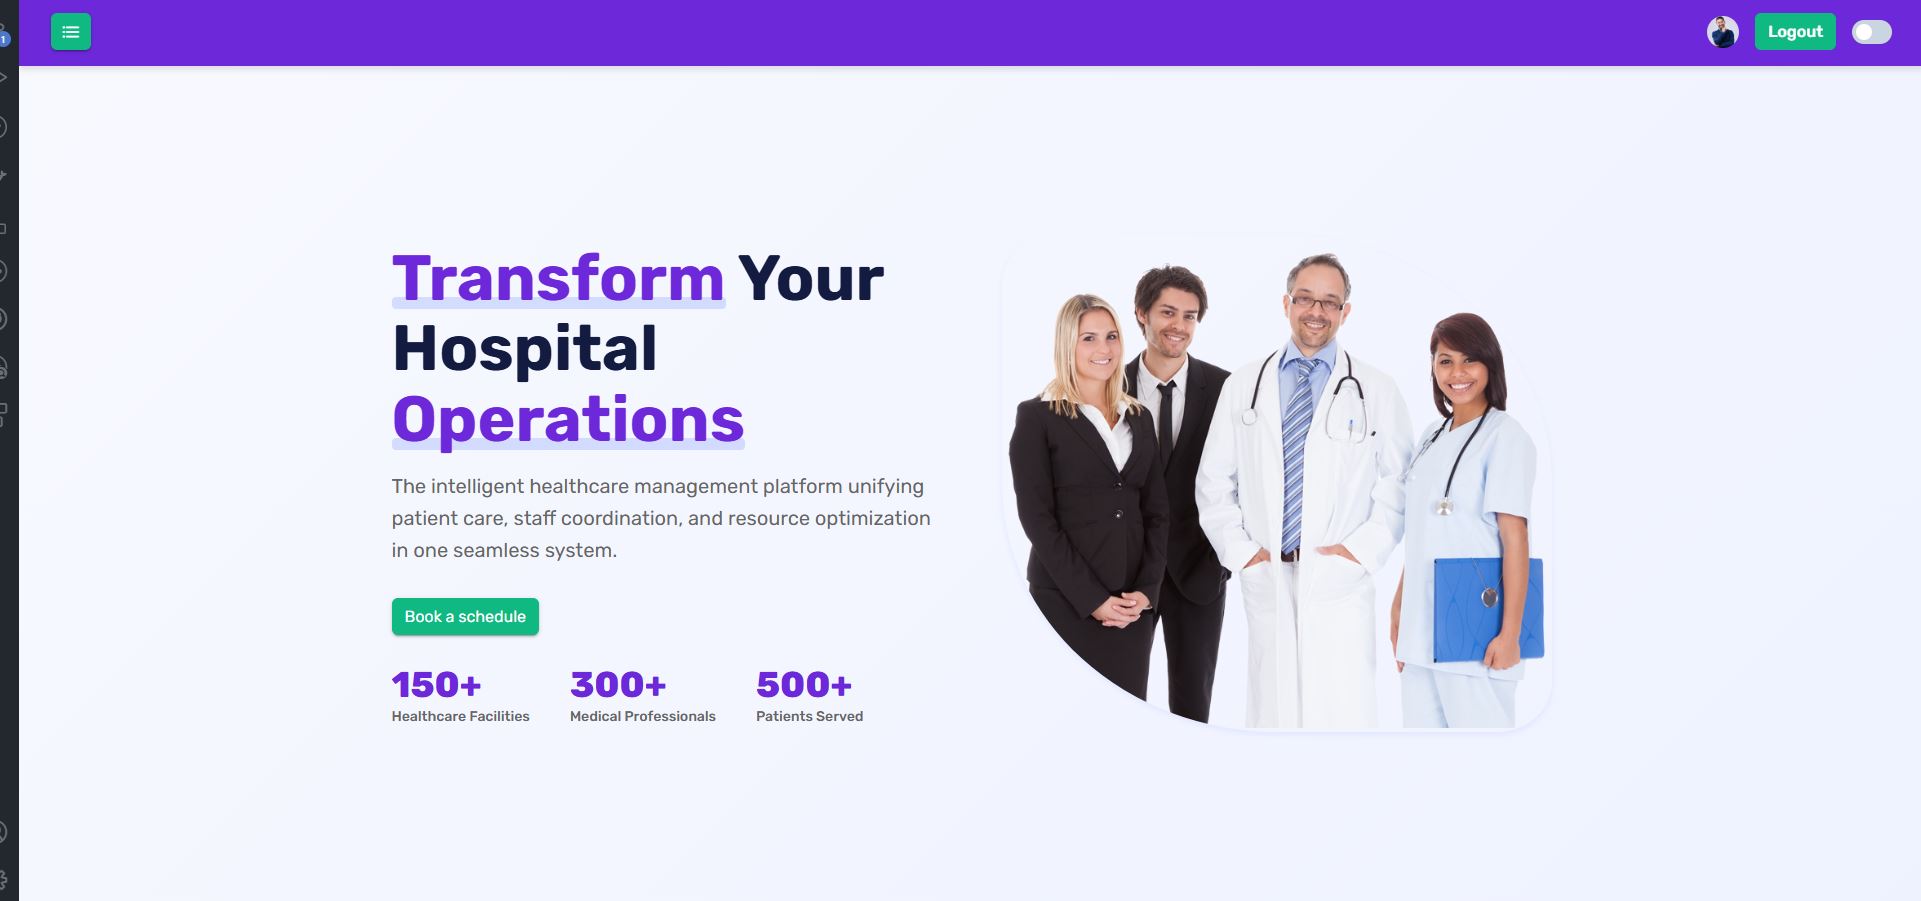 1
Logout
Transform Your
Hospital
Operations
The intelligent healthcare management platform unifying
patient care, staff coordination, and resource optimization
in one seamless system.
Book a schedule
150+ 300+ 500+
Healthcare Facilities Medical Professionals Patients Served